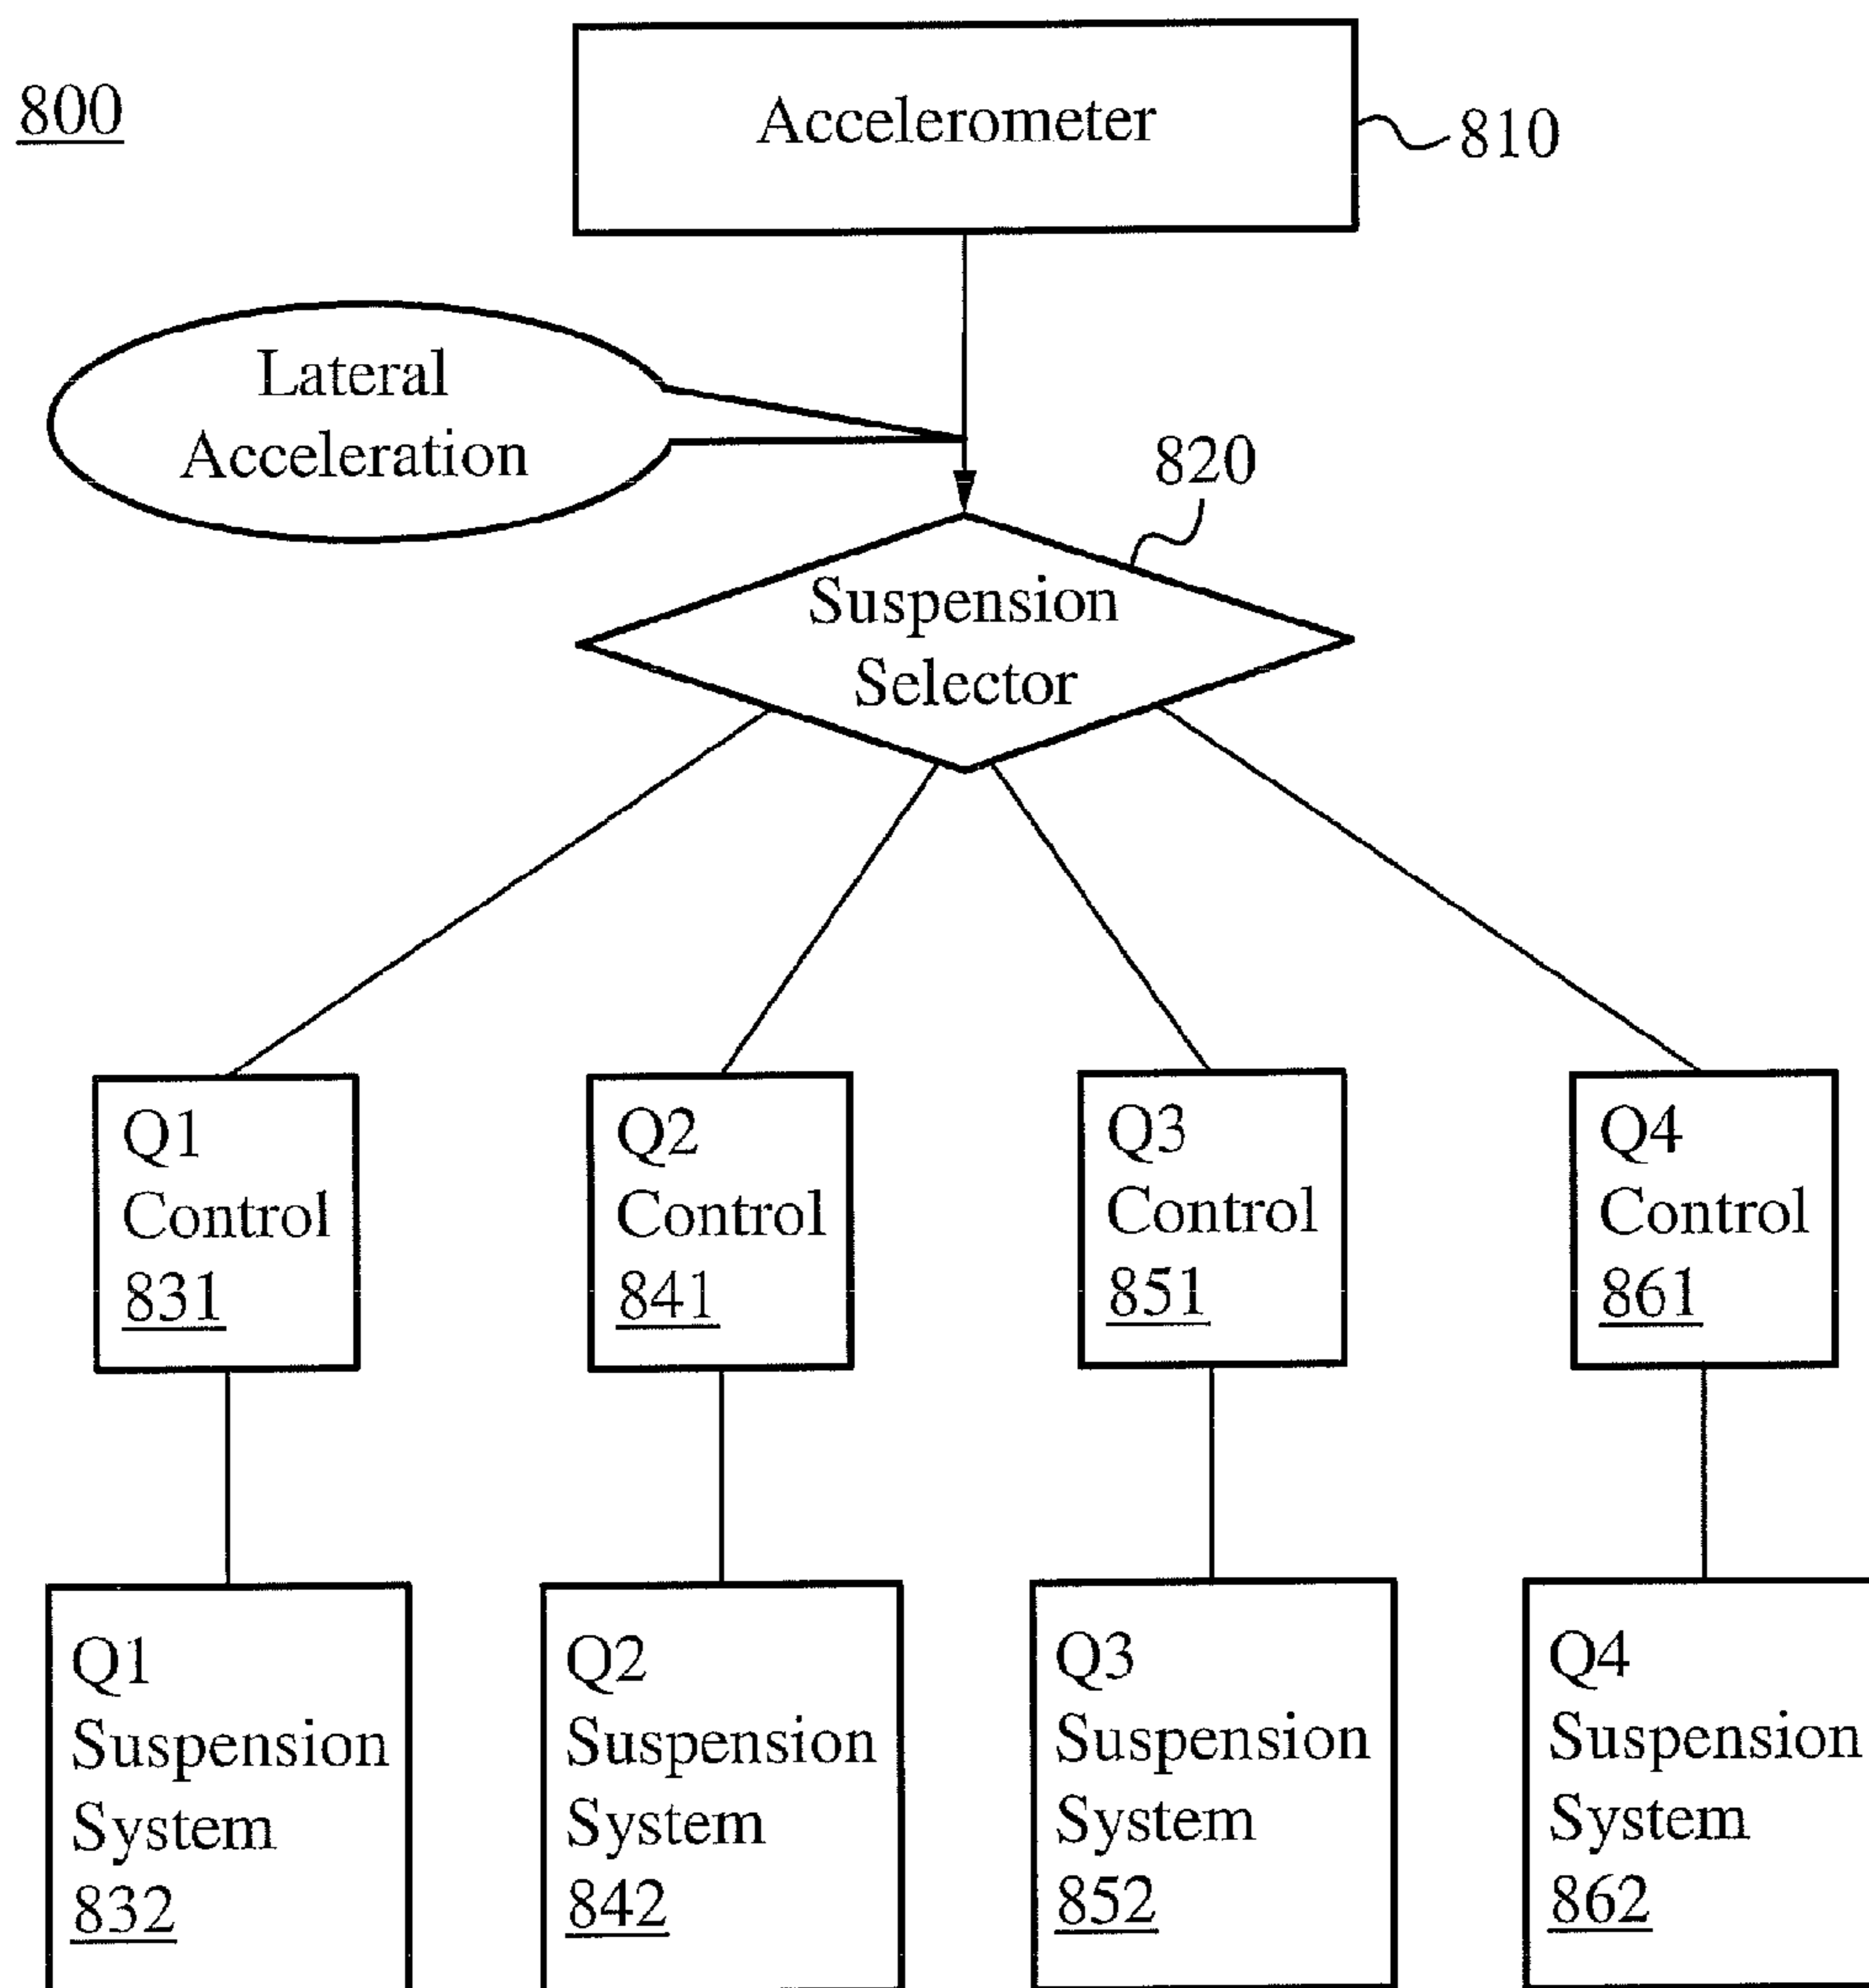 800
Accelerometer
810
Lateral
Acceleration
820
Suspension
Selector
Q1
Control
831
Q2
Control
841
Q3
Control
851
Q4
Control
861
Q1
Suspension
System
832
Q2
Suspension
System
842
Q3
Suspension
System
852
Q4
Suspension
System
862